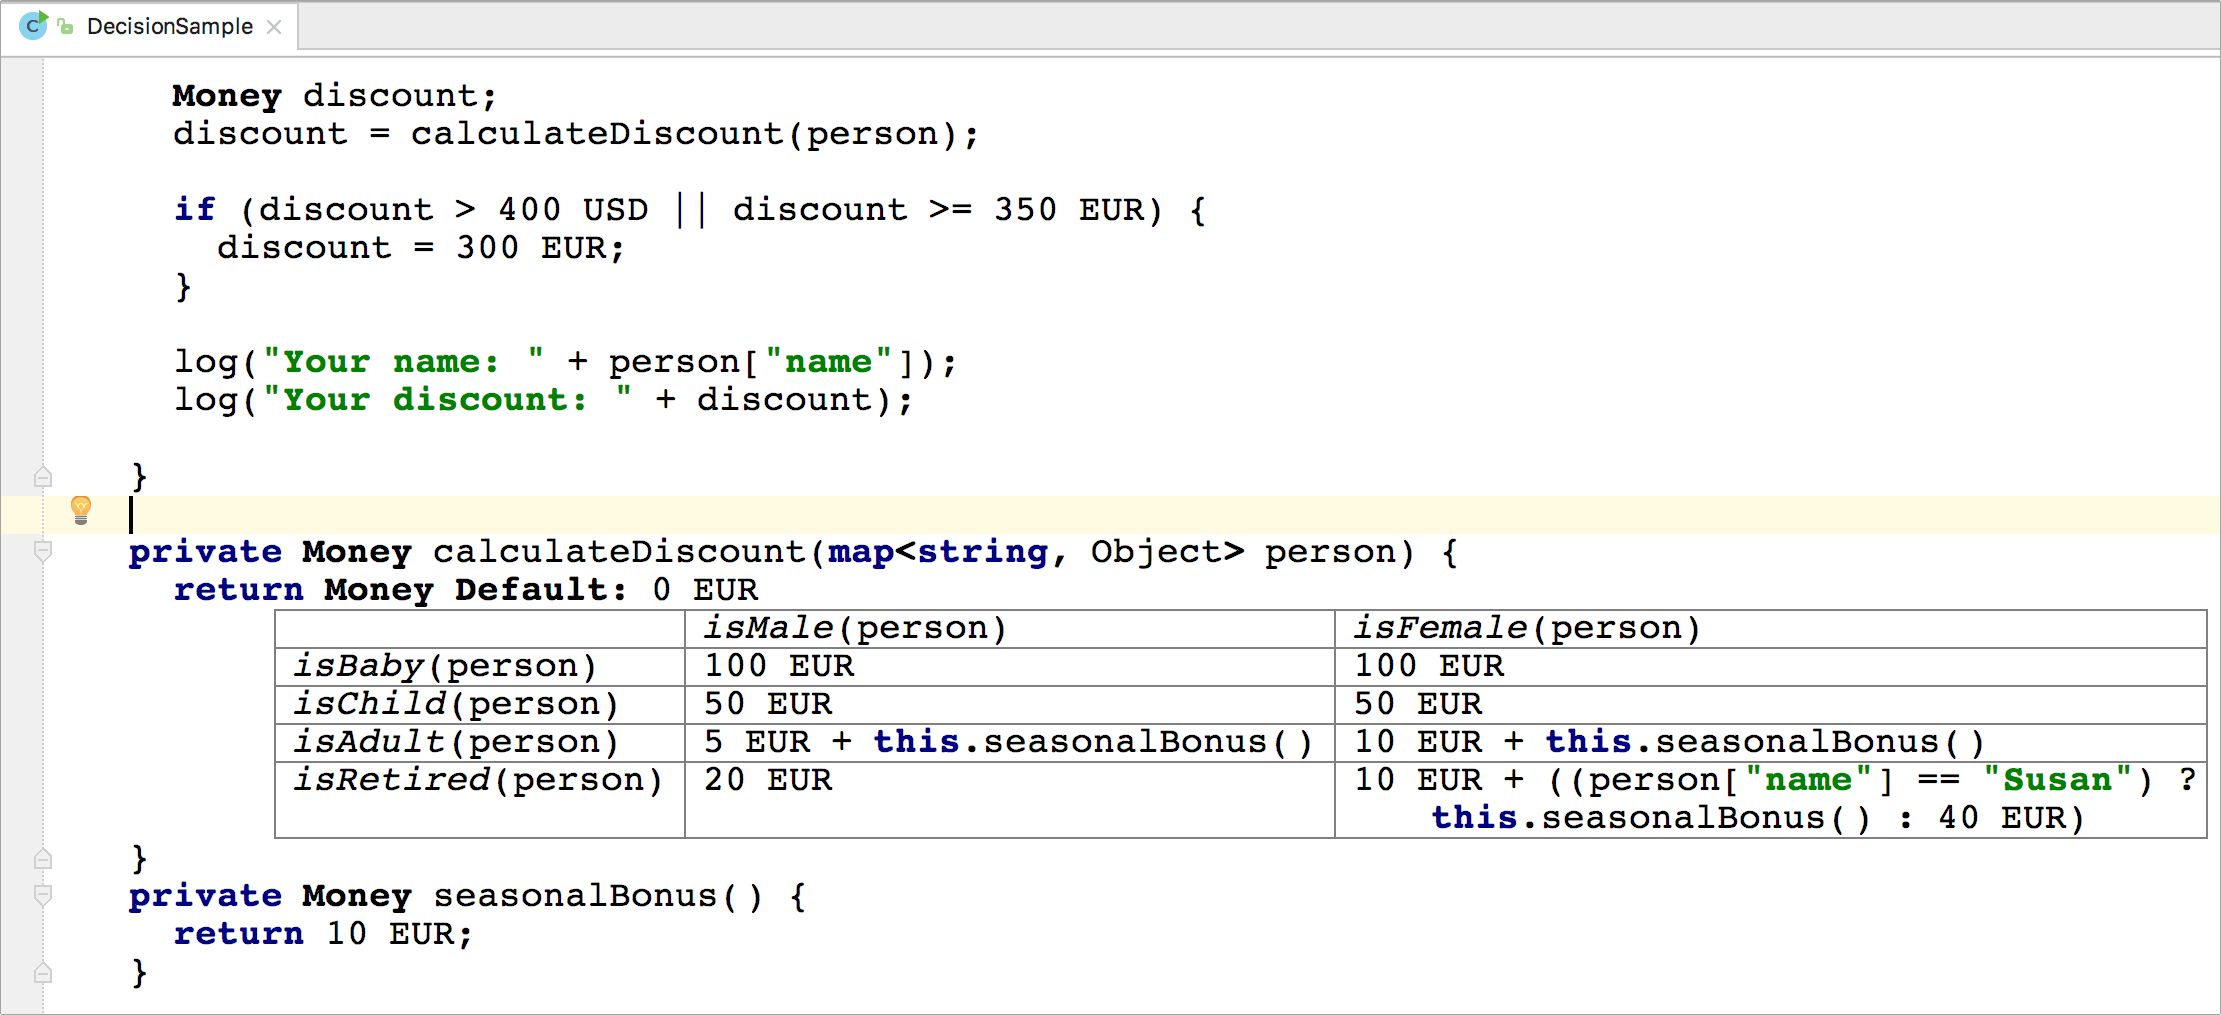 C DecisionSample
Money discount;
discount = calculateDiscount(person);
if (discount > 400 USD || discount >= 350 EUR) {
discount = 300 EUR;
}
log("Your name: " + person["name"]);
log("Your discount: " + discount);
}
private Money calculateDiscount(map<string, Object> person) {
return Money Default: 0 EUR
isMale(person) isFemale(person)
isBaby(person) 100 EUR 100 EUR
isChild(person) 50 EUR 50 EUR
isAdult(person) 5 EUR + this.seasonalBonus() 10 EUR + this.seasonalBonus()
isRetired(person) 20 EUR 10 EUR + ((person["name"] == "Susan") ?
this.seasonalBonus() : 40 EUR)
}
private Money seasonalBonus() {
return 10 EUR;
}